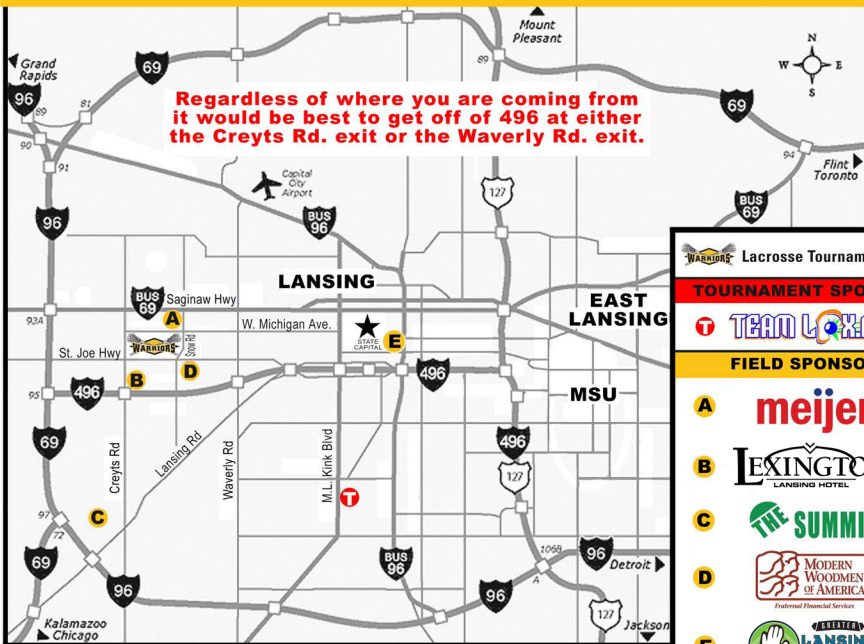 Mount
Pleasant
N
W E
S
Grand
Rapids
69
89
96
89
81
69
Regardless of where you are coming from
it would be best to get off of 496 at either
the Creyts Rd. exit or the Waverly Rd. exit.
90
94
Flint
Toronto
91
Capital
City
Airport
127
BUS
69
96
BUS
96
WARRIORS Lacrosse Tournam
LANSING
TOURNAMENT SPO
BUS
69
Saginaw Hwy
EAST
LANSING
93A
A
W. Michigan Ave.
T TEAM LOX.
STATE
CAPITAL
E
WARRIORS
Snow Rd
St. Joe Hwy
FIELD SPONSO
B
D
496
95
496
MSU
A meijer
69
496
B LEXINGTO
LANSING HOTEL
Creyts Rd
Lansing Rd
Waverly Rd
M.L. Kink Blvd
127
T
C
97
72
C THE SUMMI
106B
A
96
Detroit
69
BUS
96
D MODERN
WOODMEN
OF AMERICA
Fraternal Financial Services
96
96
127
Jackson
Kalamazoo
Chicago
E GREATER
LANSIN